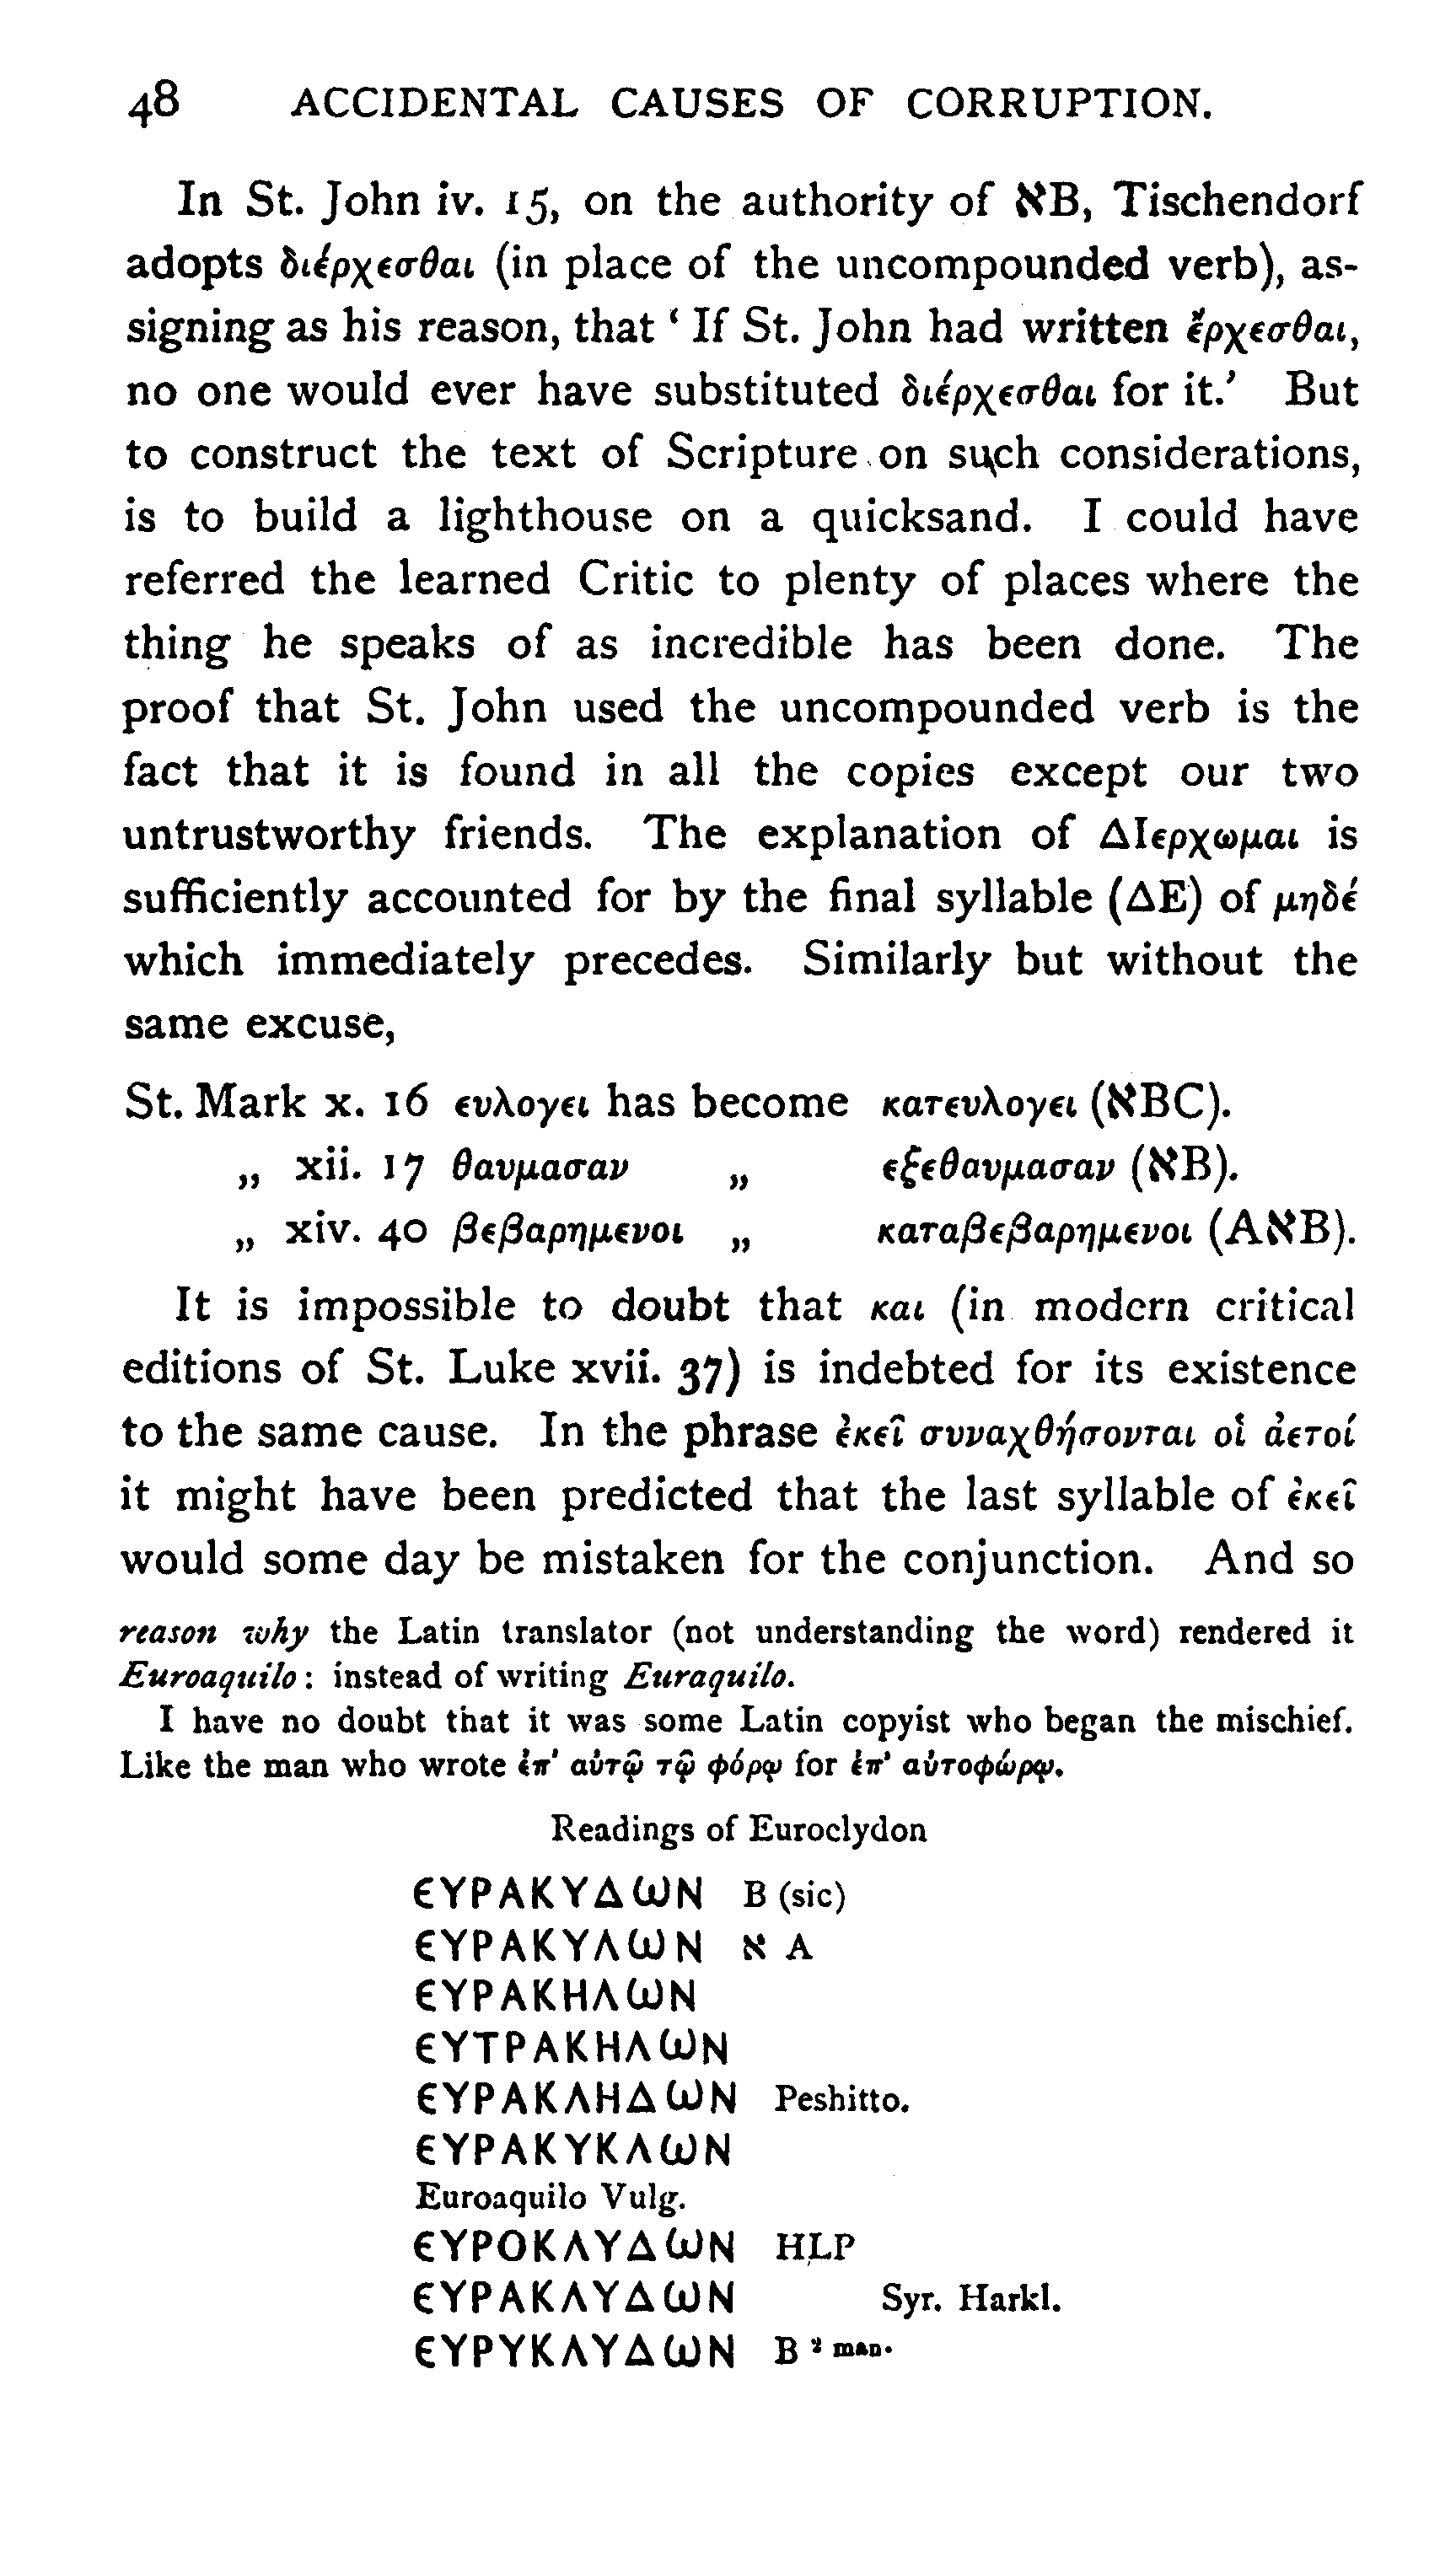 48 ACCIDENTAL CAUSES OF CORRUPTION.
In St. John iv. 15, on the authority of אB, Tischendorf
adopts διέρχεσθαι (in place of the uncompounded verb), as-
signing as his reason, that ‘ If St. John had written ἔρχεσθαι,
no one would ever have substituted διέρχεσθαι for it.’ But
to construct the text of Scripture on such considerations,
is to build a lighthouse on a quicksand. I could have
referred the learned Critic to plenty of places where the
thing he speaks of as incredible has been done. The
proof that St. John used the uncompounded verb is the
fact that it is found in all the copies except our two
untrustworthy friends. The explanation of ΔΙερχωμαι is
sufficiently accounted for by the final syllable (ΔΕ) of μηδέ
which immediately precedes. Similarly but without the
same excuse,
St. Mark x. 16 ευλογει has become κατευλογει (אBC).
„ xii. 17 θαυμασαν „ εξεθαυμασαν (אB).
„ xiv. 40 βεβαρημενοι „ καταβεβαρημενοι (AאB).
It is impossible to doubt that και (in modern critical
editions of St. Luke xvii. 37) is indebted for its existence
to the same cause. In the phrase ἐκεῖ συναχθήσονται οἱ ἀετοί
it might have been predicted that the last syllable of ἐκεῖ
would some day be mistaken for the conjunction. And so
reason why the Latin translator (not understanding the word) rendered it
Euroaquilo : instead of writing Euraquilo.
I have no doubt that it was some Latin copyist who began the mischief.
Like the man who wrote ἐπ’ αὐτῷ τῷ φόρῳ for ἐπ’ αὐτοφώρῳ.
Readings of Euroclydon
ΕΥΡΑΚΥΔΩΝ B (sic)
ΕΥΡΑΚΥΛΩΝ א A
ΕΥΡΑΚΗΛΩΝ
ΕΥΤΡΑΚΗΛΩΝ
ΕΥΡΑΚΛΗΔΩΝ Peshitto.
ΕΥΡΑΚΥΚΛΩΝ
Euroaquilo Vulg.
ΕΥΡΟΚΛΥΔΩΝ HLP
ΕΥΡΑΚΛΥΔΩΝ Syr. Harkl.
ΕΥΡΥΚΛΥΔΩΝ B 2 man.